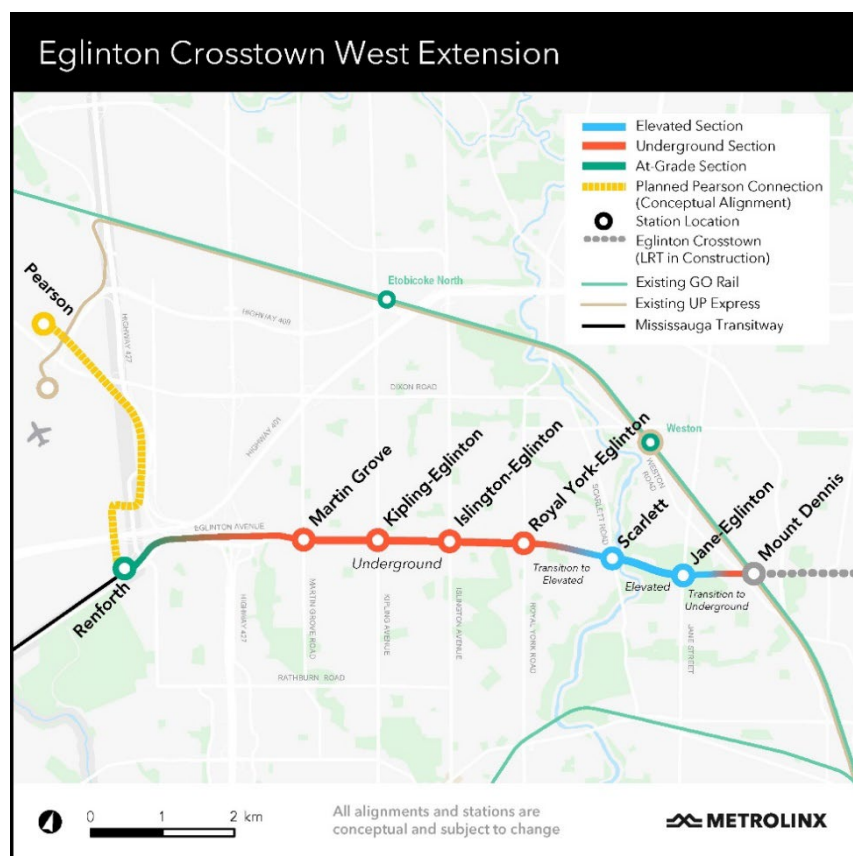 Eglinton Crosstown West Extension
Elevated Section
Underground Section
At-Grade Section
Planned Pearson Connection
(Conceptual Alignment)
Station Location
Eglinton Crosstown
(LRT in Construction)
Existing GO Rail
Existing UP Express
Mississauga Transitway
Pearson
Etobicoke North
HIGHWAY 427
HIGHWAY 409
DIXON ROAD
HIGHWAY 401
Weston
WESTON
ROAD
SCARLETT ROAD
EGLINTON AVENUE
Renforth
Martin Grove
Kipling-Eglinton
Islington-Eglinton
Royal York-Eglinton
Scarlett
Jane-Eglinton
Mount Dennis
Underground
Transition to
Elevated
Elevated
Transition to
Underground
HIGHWAY 427
MARTIN GROVE ROAD
KIPLING AVENUE
ISLINGTON AVENUE
ROYAL YORK ROAD
JANE STREET
RATHBURN ROAD
0 1 2 km
All alignments and stations are
conceptual and subject to change
METROLINX